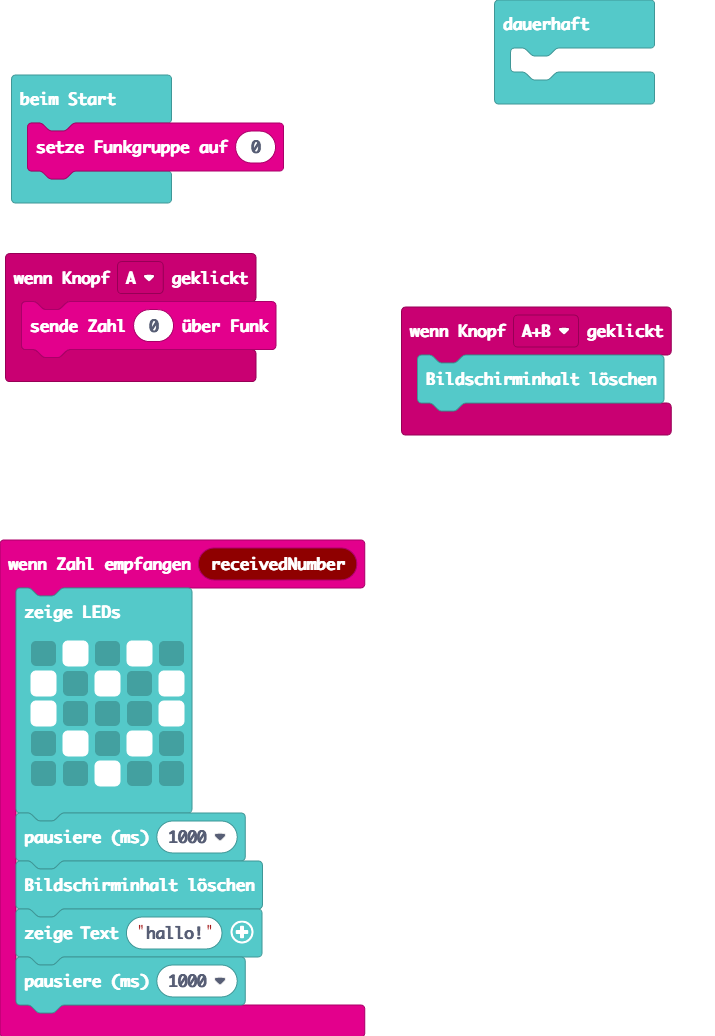 dauerhaft
beim Start
setze Funkgruppe auf 0
wenn Knopf A geklickt
sende Zahl 0 über Funk
wenn Knopf A+B geklickt
Bildschirminhalt löschen
wenn Zahl empfangen receivedNumber
zeige LEDs
pausiere (ms) 1000
Bildschirminhalt löschen
zeige Text "hallo!"
pausiere (ms) 1000